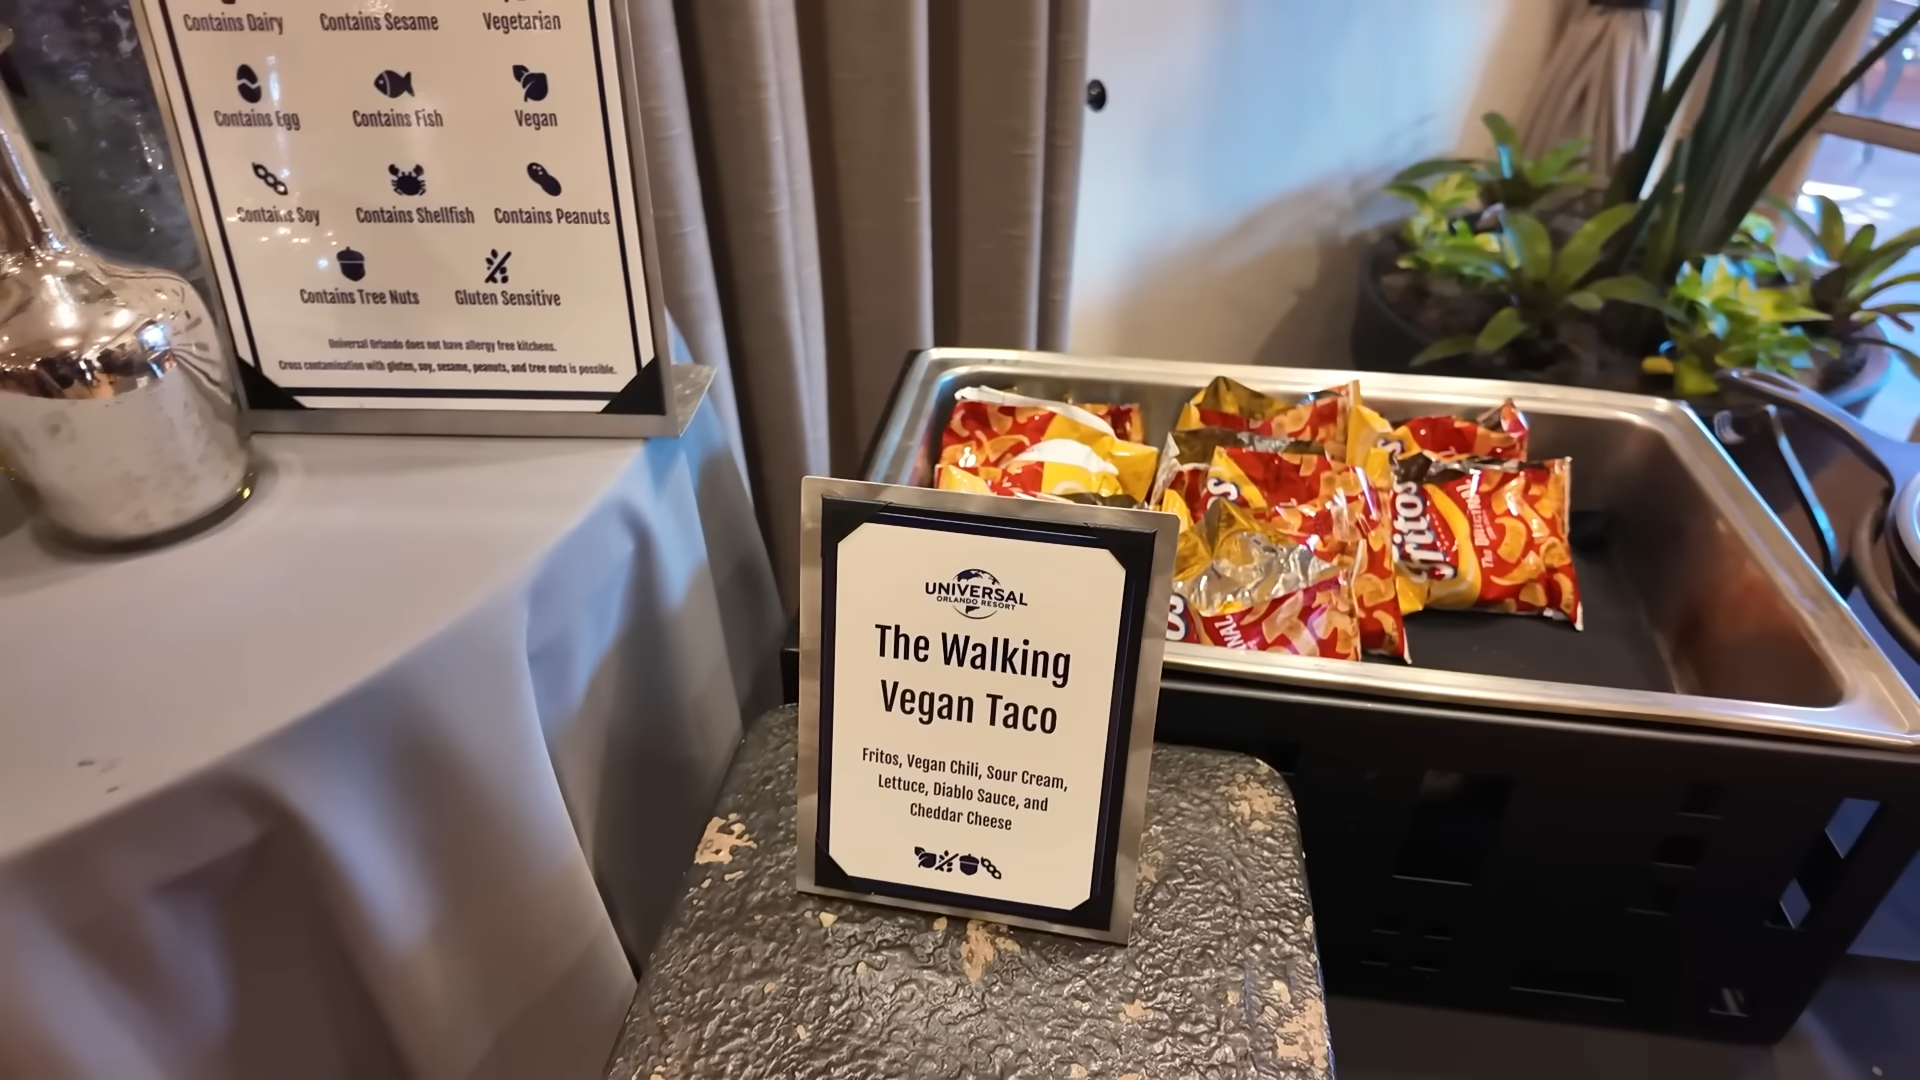 Contains Dairy
Contains Sesame
Vegetarian
Contains Egg
Contains Fish
Vegan
Contains Soy
Contains Shellfish
Contains Peanuts
Contains Tree Nuts
Gluten Sensitive
Universal Orlando does not have allergy free kitchens.
Cross contamination with gluten, soy, sesame, peanuts, and tree nuts is possible.
UNIVERSAL
ORLANDO RESORT
The Walking
Vegan Taco
Fritos, Vegan Chili, Sour Cream,
Lettuce, Diablo Sauce, and
Cheddar Cheese
Fritos
The ORIGINAL